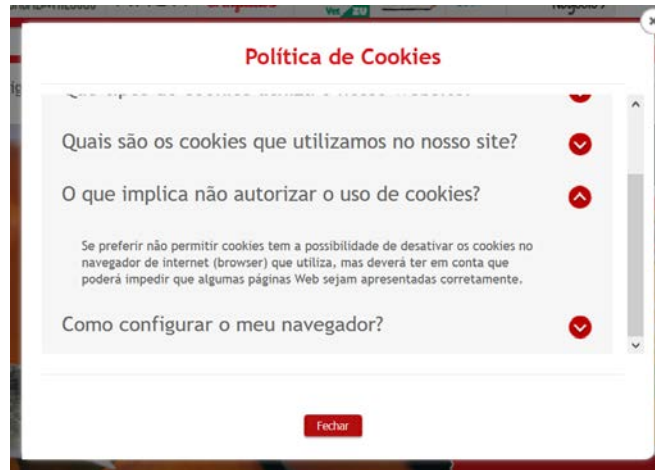 Política de Cookies
Quais são os cookies que utilizamos no nosso site?
O que implica não autorizar o uso de cookies?
Se preferir não permitir cookies tem a possibilidade de desativar os cookies no
navegador de internet (browser) que utiliza, mas deverá ter em conta que
poderá impedir que algumas páginas Web sejam apresentadas corretamente.
Como configurar o meu navegador?
Fechar